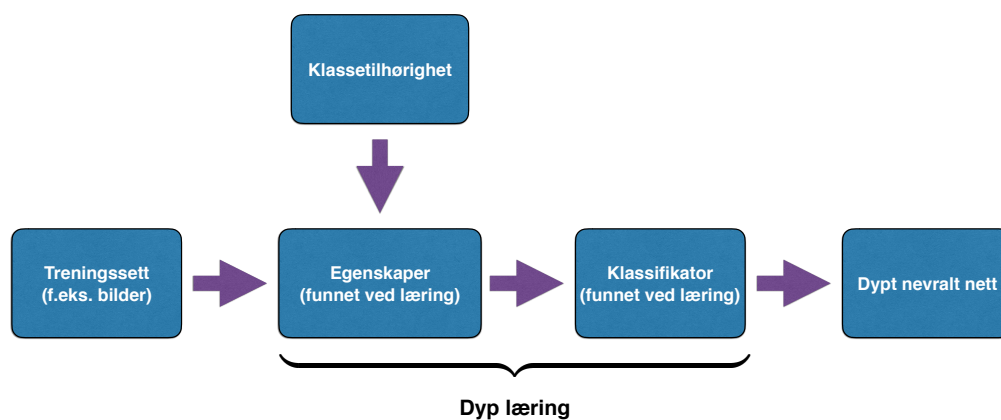 Klassetilhørighet
Treningssett
(f.eks. bilder)
Egenskaper
(funnet ved læring)
Klassifikator
(funnet ved læring)
Dypt nevralt nett
Dyp læring